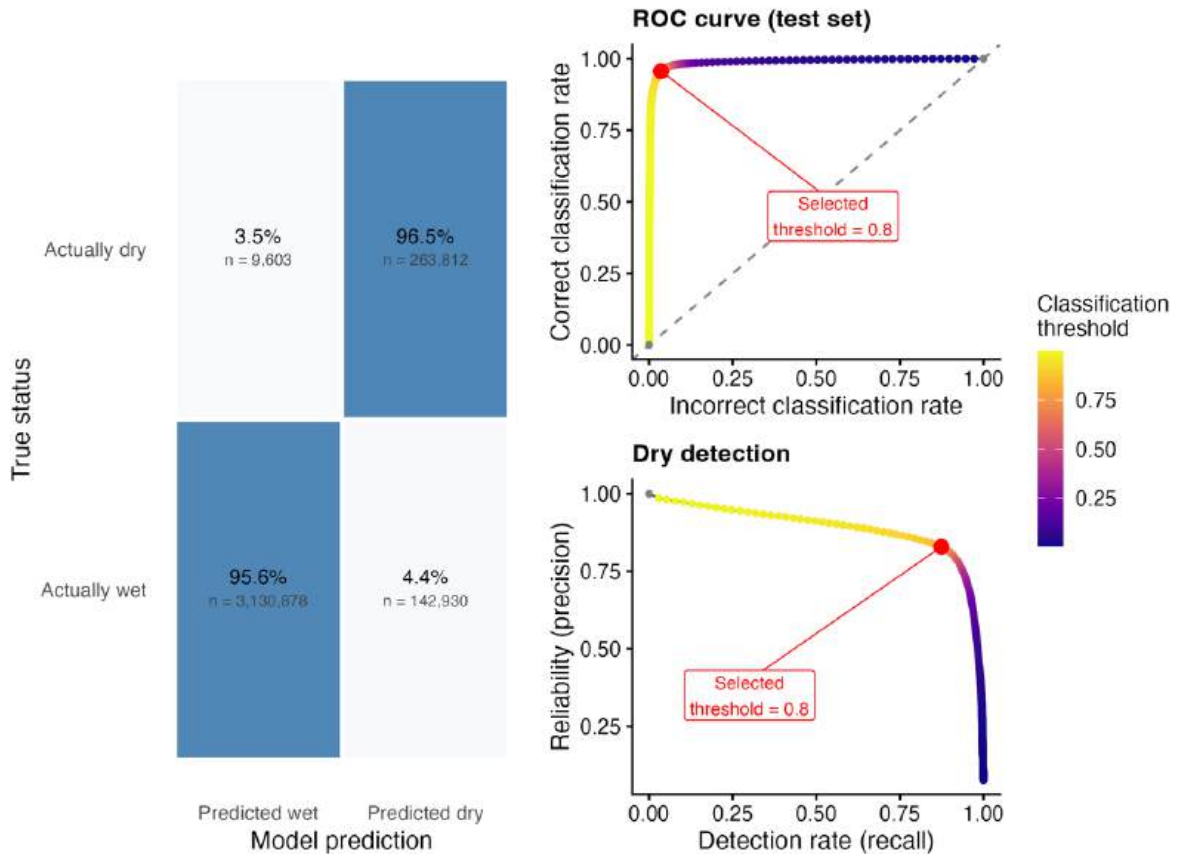 ROC curve (test set)
True status
Actually dry
3.5%
n = 9,603
96.5%
n = 263,812
Actually wet
95.6%
n = 3,130,878
4.4%
n = 142,930
Predicted wet
Predicted dry
Model prediction
Correct classification rate
1.00
0.75
0.50
0.25
0.00
Selected
threshold = 0.8
0.00
0.25
0.50
0.75
1.00
Incorrect classification rate
Dry detection
Reliability (precision)
1.00
0.75
0.50
0.25
Selected
threshold = 0.8
0.00
0.25
0.50
0.75
1.00
Detection rate (recall)
Classification
threshold
0.75
0.50
0.25